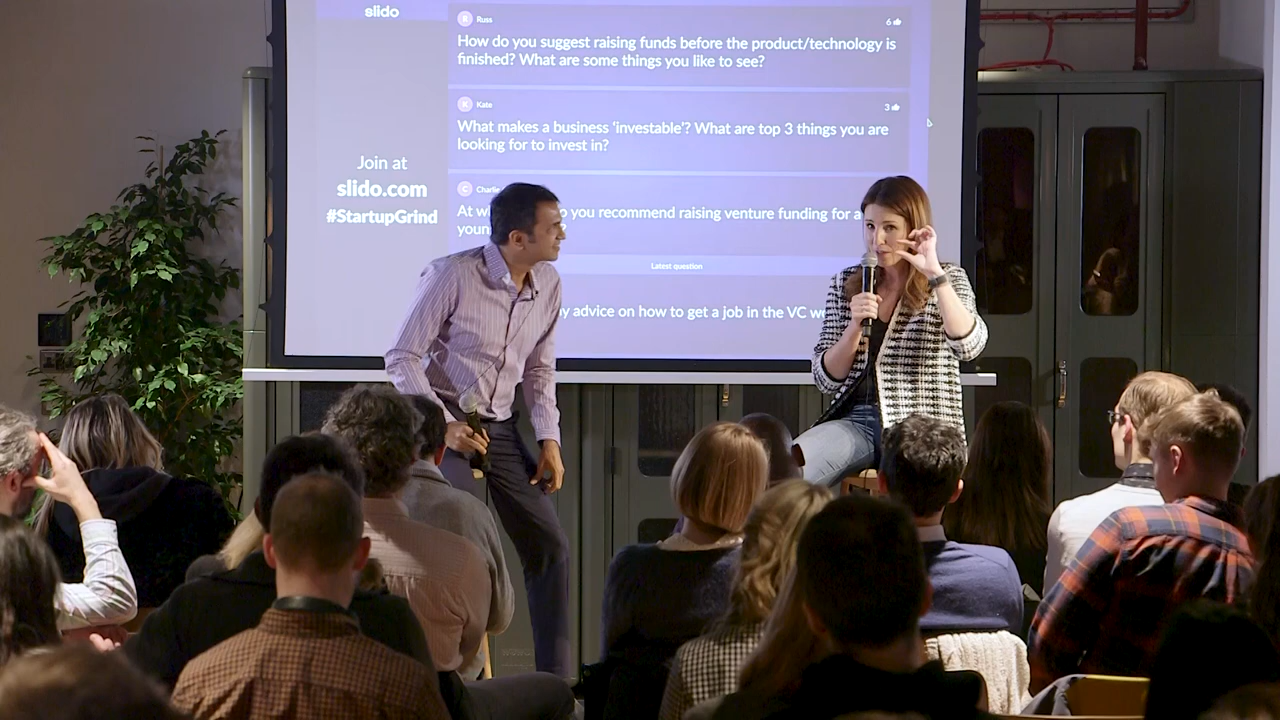 slido
Russ
6
How do you suggest raising funds before the product/technology is
finished? What are some things you like to see?
Kate
3
What makes a business 'investable'? What are top 3 things you are
looking for to invest in?
Join at
slido.com
#StartupGrind
Charlie
At you recommend raising venture funding for a
Latest question
advice on how to get a job in the VC